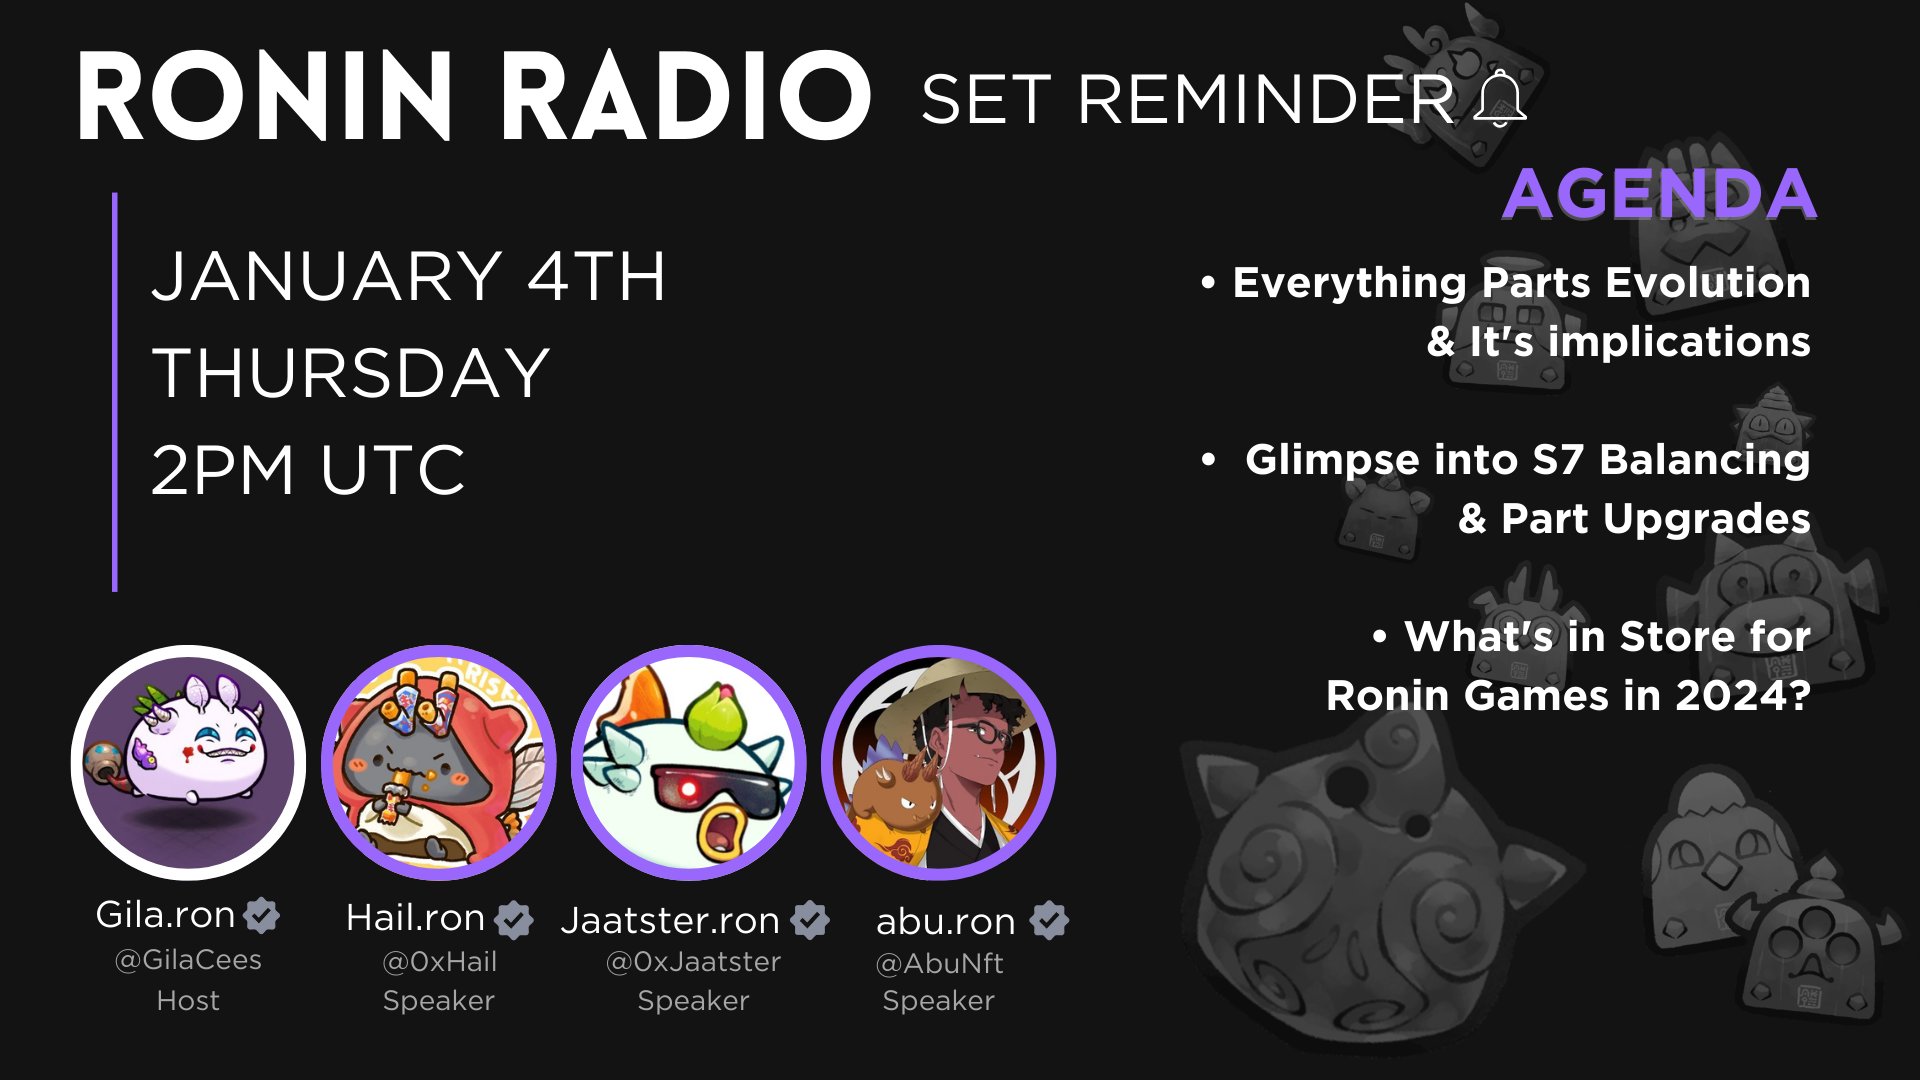 RONIN RADIO
SET REMINDER
JANUARY 4TH
THURSDAY
2PM UTC
AGENDA
• Everything Parts Evolution
& It's implications
• Glimpse into S7 Balancing
& Part Upgrades
• What's in Store for
Ronin Games in 2024?
Gila.ron
@GilaCees
Host
Hail.ron
@0xHail
Speaker
Jaatster.ron
@0xJaatster
Speaker
abu.ron
@AbuNft
Speaker